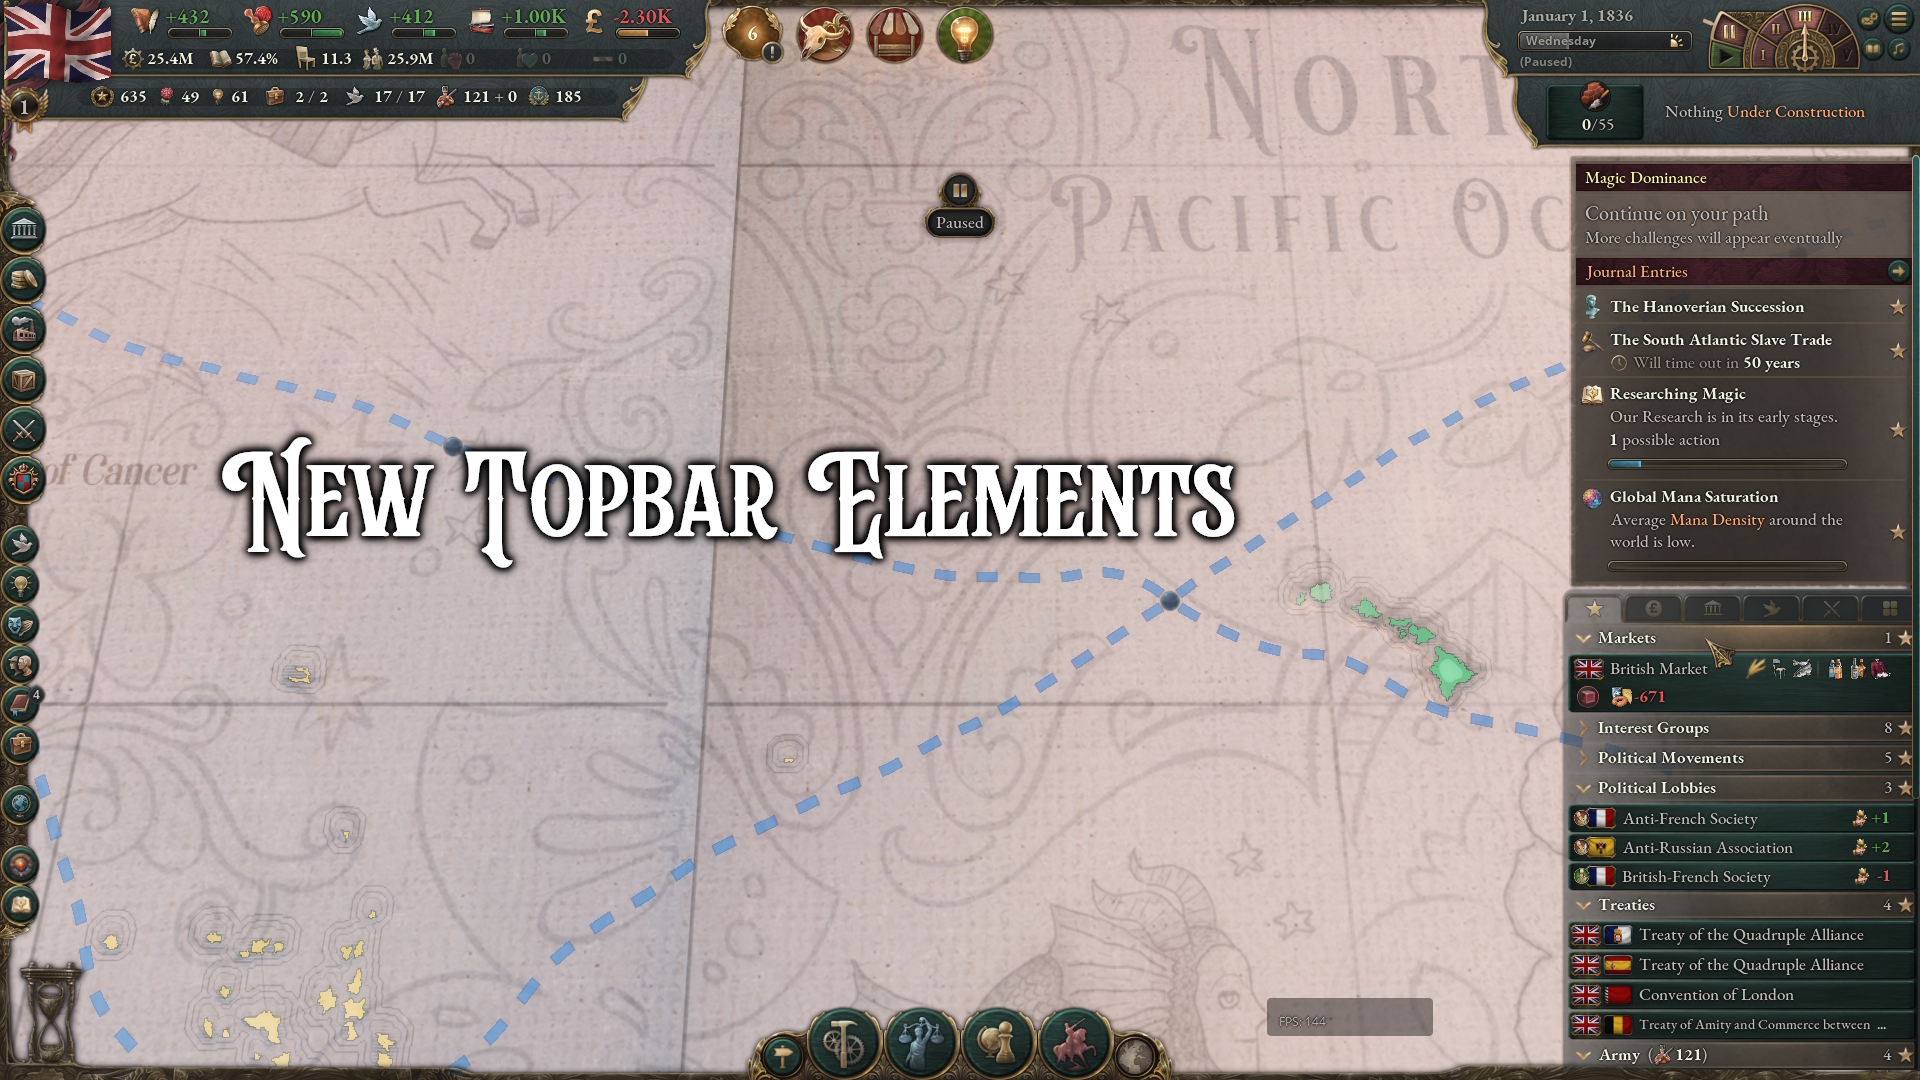 +432 +590 +412 +1.00K -2.30K
25.4M 57.4% 11.3 25.9M 0 0 0
635 49 61 2 / 2 17 / 17 121 + 0 185
1
6
January 1, 1836
Wednesday
(Paused)
I II III IV V
0/55
Nothing Under Construction
NORT
PACIFIC OC
Paused
of Cancer
NEW TOPBAR ELEMENTS
4
Magic Dominance
Continue on your path
More challenges will appear eventually
Journal Entries
The Hanoverian Succession
The South Atlantic Slave Trade
Will time out in 50 years
Researching Magic
Our Research is in its early stages.
1 possible action
Global Mana Saturation
Average Mana Density around the
world is low.
Markets 1
British Market
-671
Interest Groups 8
Political Movements 5
Political Lobbies 3
Anti-French Society +1
Anti-Russian Association +2
British-French Society -1
Treaties 4
Treaty of the Quadruple Alliance
Treaty of the Quadruple Alliance
Convention of London
Treaty of Amity and Commerce between ...
Army (121) 4
FPS: 144